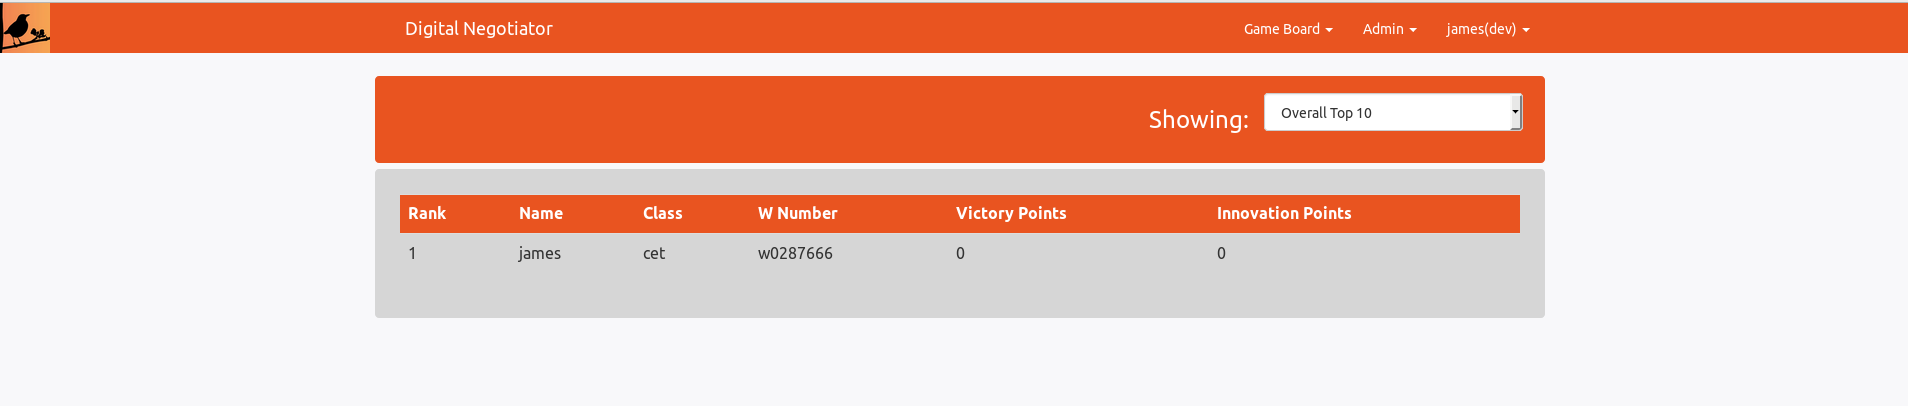 Digital Negotiator Game Board Admin james(dev)
Showing: Overall Top 10
Rank Name Class W Number Victory Points Innovation Points
1 james cet w0287666 0 0